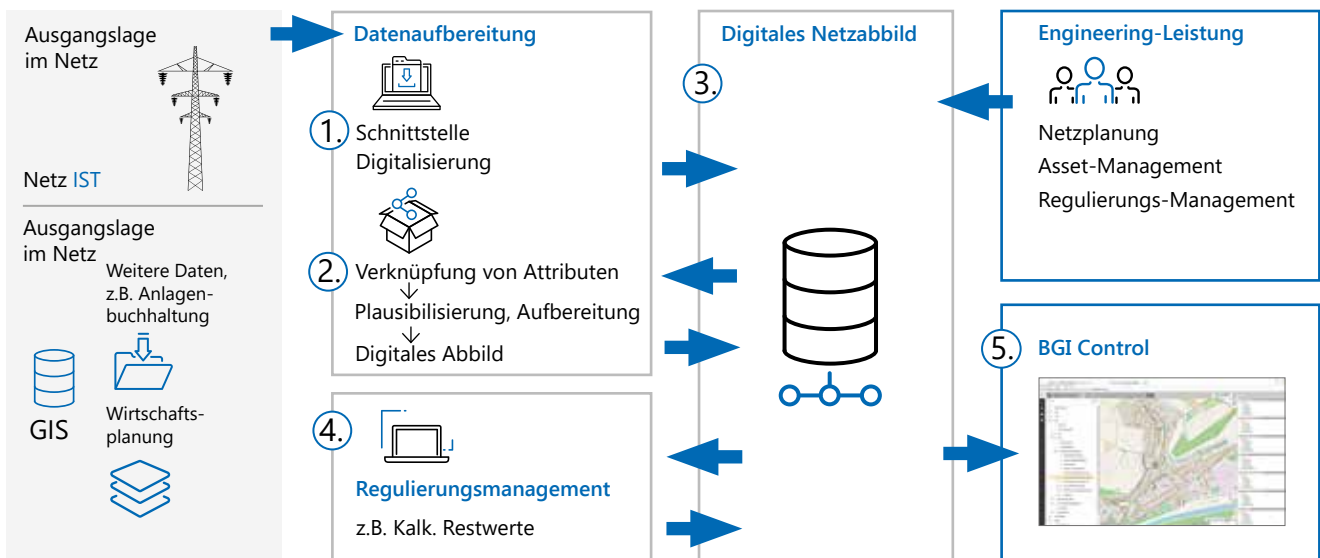 Ausgangslage
im Netz
Netz IST
Ausgangslage
im Netz
Weitere Daten,
z.B. Anlagen-
buchhaltung
GIS
Wirtschafts-
planung
Datenaufbereitung
1.
Schnittstelle
Digitalisierung
2.
Verknüpfung von Attributen
Plausibilisierung, Aufbereitung
Digitales Abbild
4.
Regulierungsmanagement
z.B. Kalk. Restwerte
Digitales Netzabbild
3.
Engineering-Leistung
Netzplanung
Asset-Management
Regulierungs-Management
5.
BGI Control